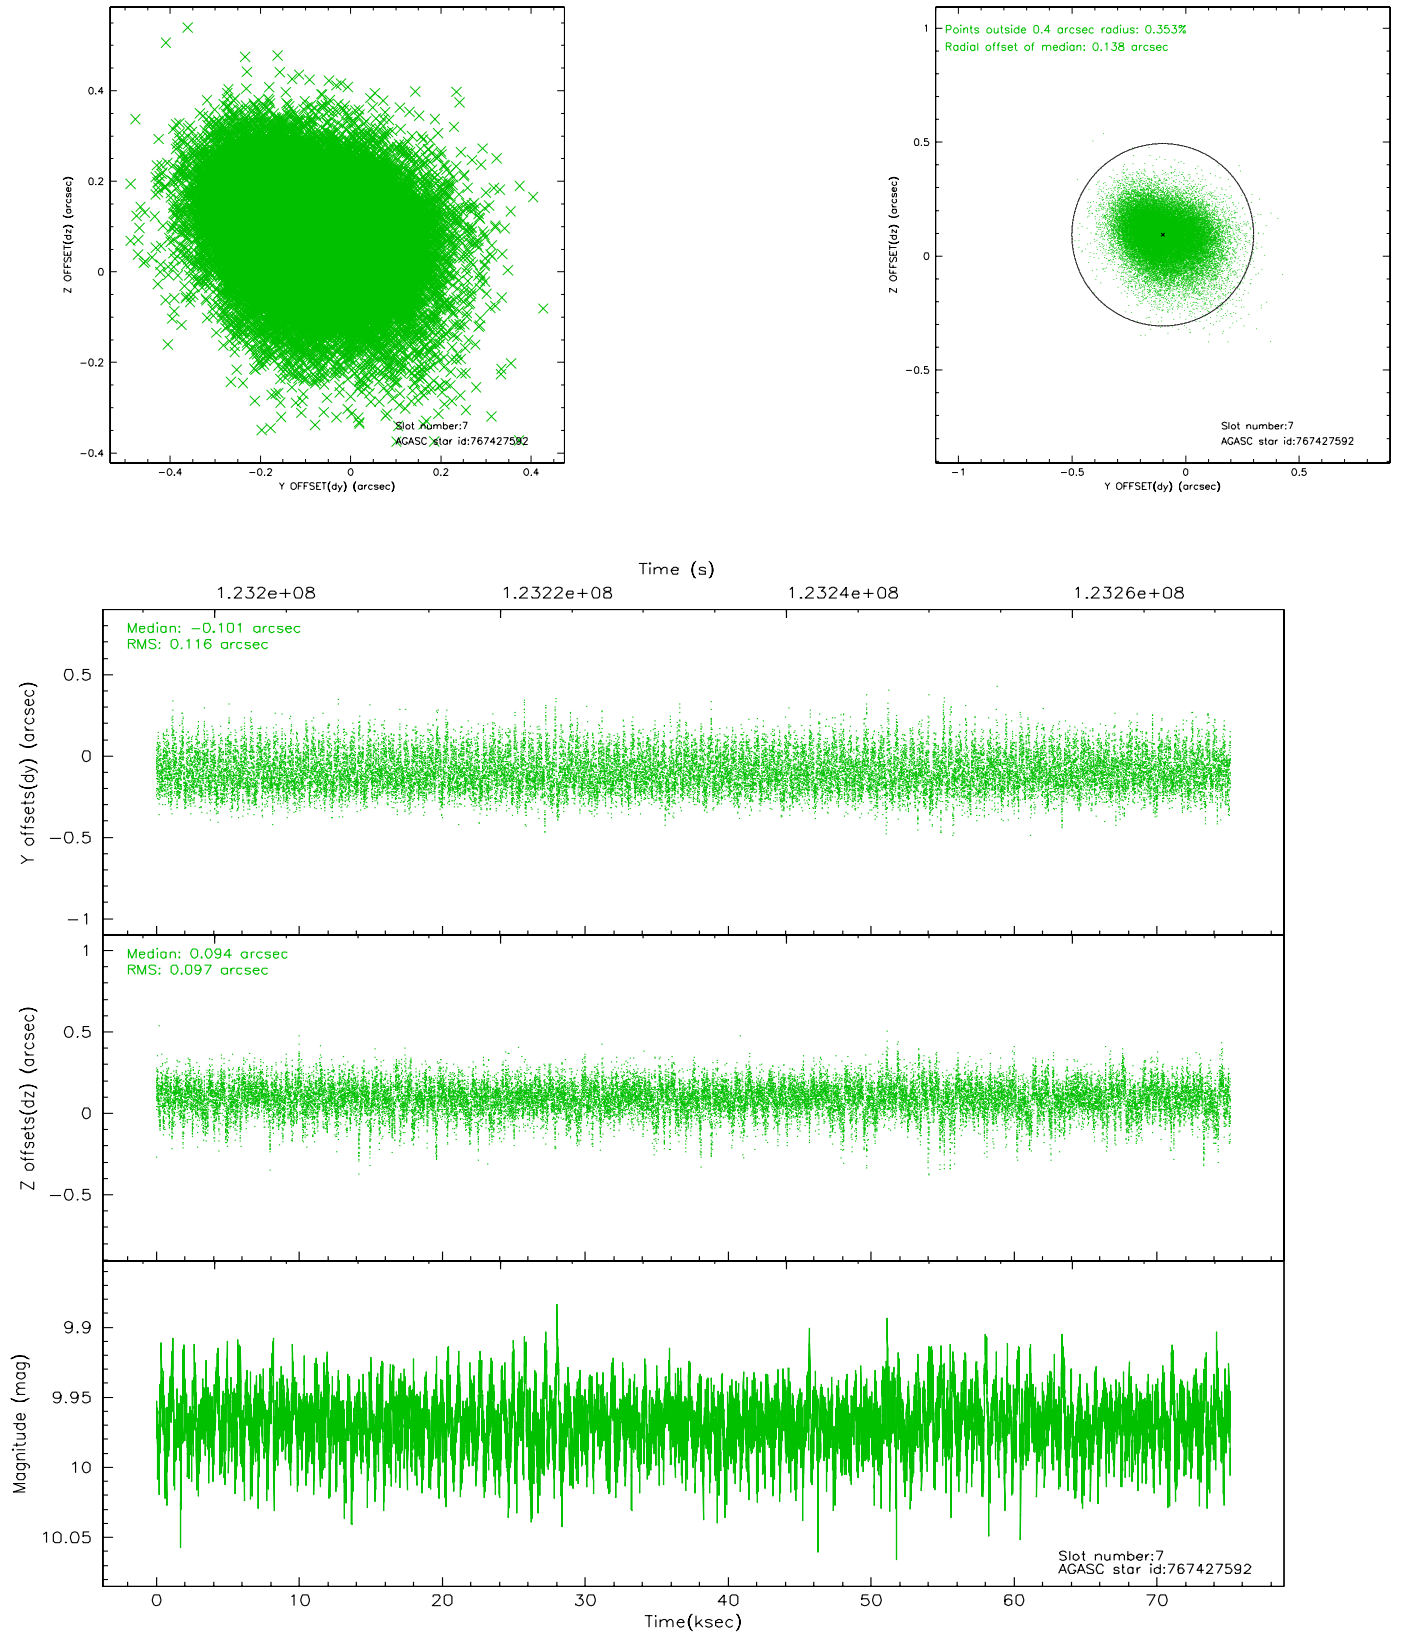 0.4
0.2
0
−0.2
−0.4
Z OFFSET(dz) (arcsec)
−0.4 −0.2 0 0.2 0.4
Y OFFSET(dy) (arcsec)
Slot number:7
AGASC star id:767427592
Points outside 0.4 arcsec radius: 0.353%
Radial offset of median: 0.138 arcsec
1
0.5
0
−0.5
Z OFFSET(dz) (arcsec)
−1 −0.5 0 0.5
Y OFFSET(dy) (arcsec)
Slot number:7
AGASC star id:767427592
Time (s)
1.232e+08 1.2322e+08 1.2324e+08 1.2326e+08
Median: −0.101 arcsec
RMS: 0.116 arcsec
0.5
0
−0.5
−1
Y offsets(dy) (arcsec)
Median: 0.094 arcsec
RMS: 0.097 arcsec
1
0.5
0
−0.5
Z offsets(dz) (arcsec)
9.9
9.95
10
10.05
Magnitude (mag)
Slot number:7
AGASC star id:767427592
0 10 20 30 40 50 60 70
Time(ksec)